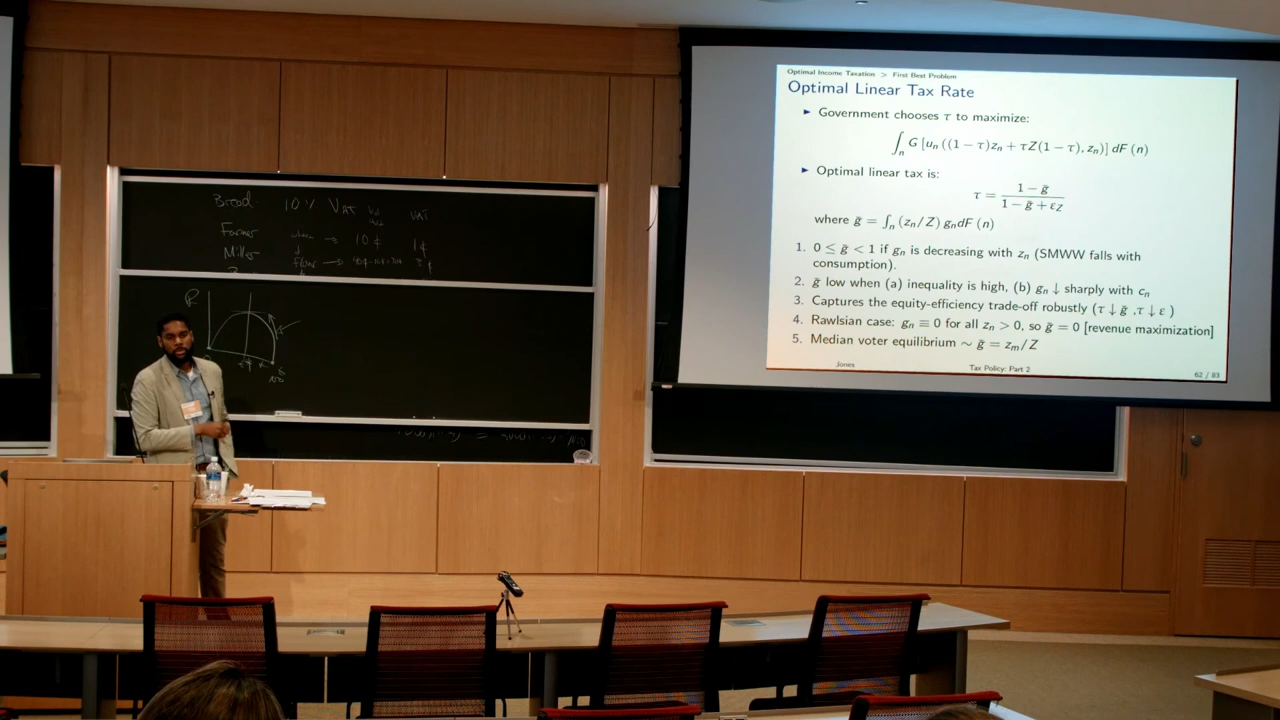 Optimal Income Taxation > First Best Problem
Optimal Linear Tax Rate
► Government chooses τ to maximize:
∫ₙ G [uₙ ((1 − τ)zₙ + τZ(1 − τ), zₙ)] dF (n)
► Optimal linear tax is:
τ = (1 − ḡ) / (1 − ḡ + ε_Z)
where ḡ = ∫ₙ (zₙ/Z) gₙdF (n)
1. 0 ≤ ḡ < 1 if gₙ is decreasing with zₙ (SMWW falls with
consumption).
2. ḡ low when (a) inequality is high, (b) gₙ ↓ sharply with cₙ
3. Captures the equity-efficiency trade-off robustly (τ ↓ ḡ ,τ ↓ ε )
4. Rawlsian case: gₙ ≡ 0 for all zₙ > 0, so ḡ = 0 [revenue maximization]
5. Median voter equilibrium ∼ ḡ = zₘ/Z
Jones Tax Policy: Part 2 62 / 83
Bread 10% VAT VAT
Farmer 10¢ 1¢
Miller flour
R